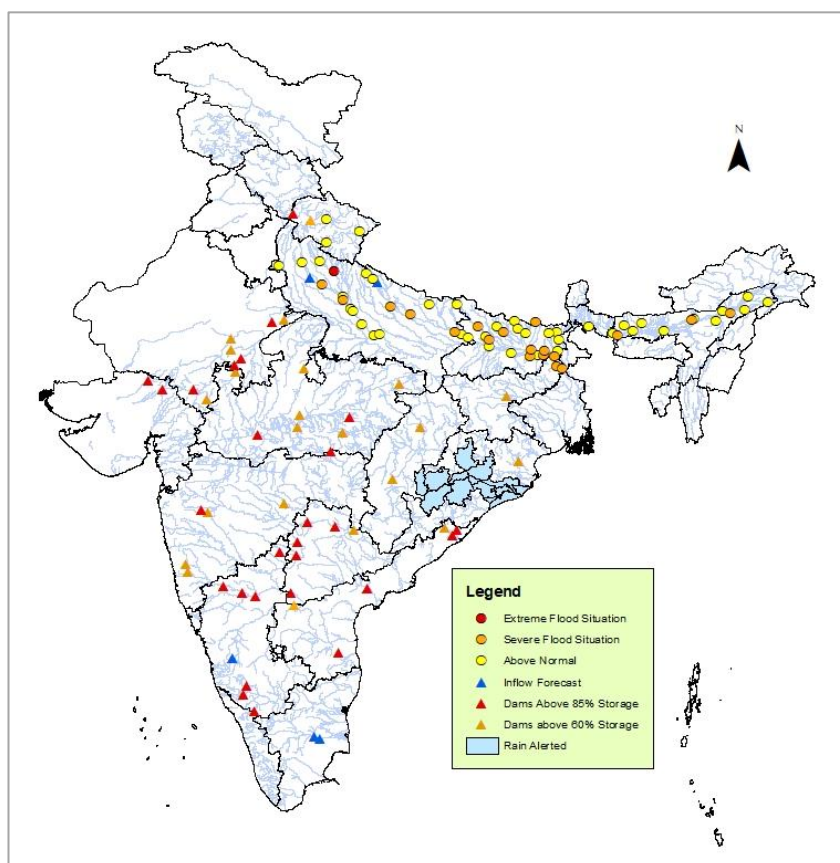 N
Legend
Extreme Flood Situation
Severe Flood Situation
Above Normal
Inflow Forecast
Dams Above 85% Storage
Dams above 60% Storage
Rain Alerted